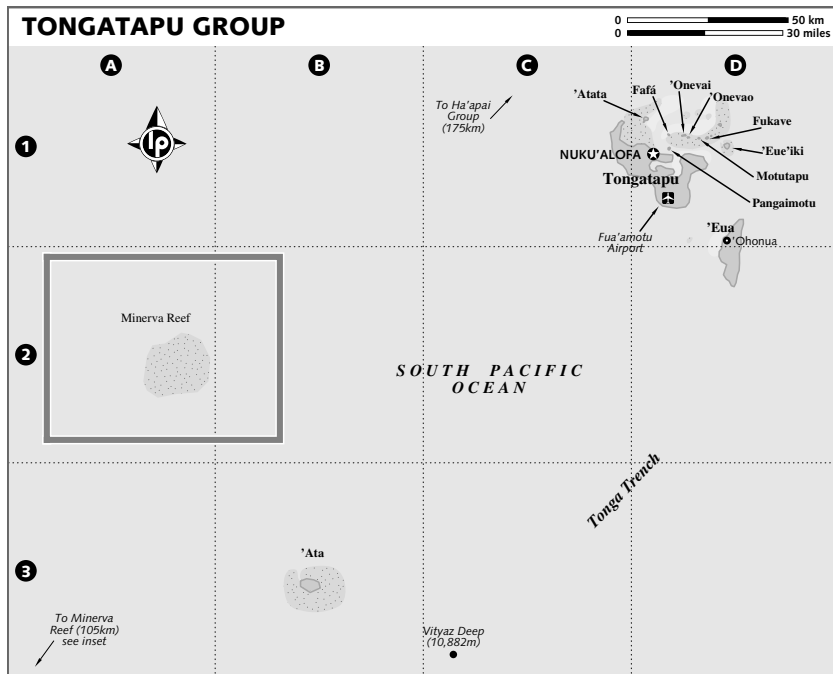 TONGATAPU GROUP
0 50 km
0 30 miles
A
B
C
D
1
2
3
lp
To Ha’apai
Group
(175km)
’Atata
Fafá
’Onevai
’Onevao
Fukave
’Eue’iki
Motutapu
Pangaimotu
NUKU’ALOFA
Tongatapu
Fua’amotu
Airport
’Eua
’Ohonua
Minerva Reef
SOUTH PACIFIC
OCEAN
Tonga Trench
’Ata
To Minerva
Reef (105km)
see inset
Vityaz Deep
(10,882m)